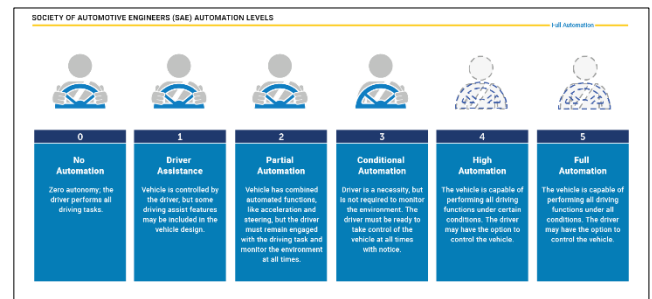 SOCIETY OF AUTOMOTIVE ENGINEERS (SAE) AUTOMATION LEVELS
Full Automation
0
No
Automation
Zero autonomy; the
driver performs all
driving tasks.
1
Driver
Assistance
Vehicle is controlled by
the driver, but some
driving assist features
may be included in the
vehicle design.
2
Partial
Automation
Vehicle has combined
automated functions,
like acceleration and
steering, but the driver
must remain engaged
with the driving task and
monitor the environment
at all times.
3
Conditional
Automation
Driver is a necessity, but
is not required to monitor
the environment. The
driver must be ready to
take control of the
vehicle at all times
with notice.
4
High
Automation
The vehicle is capable of
performing all driving
functions under certain
conditions. The driver
may have the option to
control the vehicle.
5
Full
Automation
The vehicle is capable of
performing all driving
functions under all
conditions. The driver
may have the option to
control the vehicle.